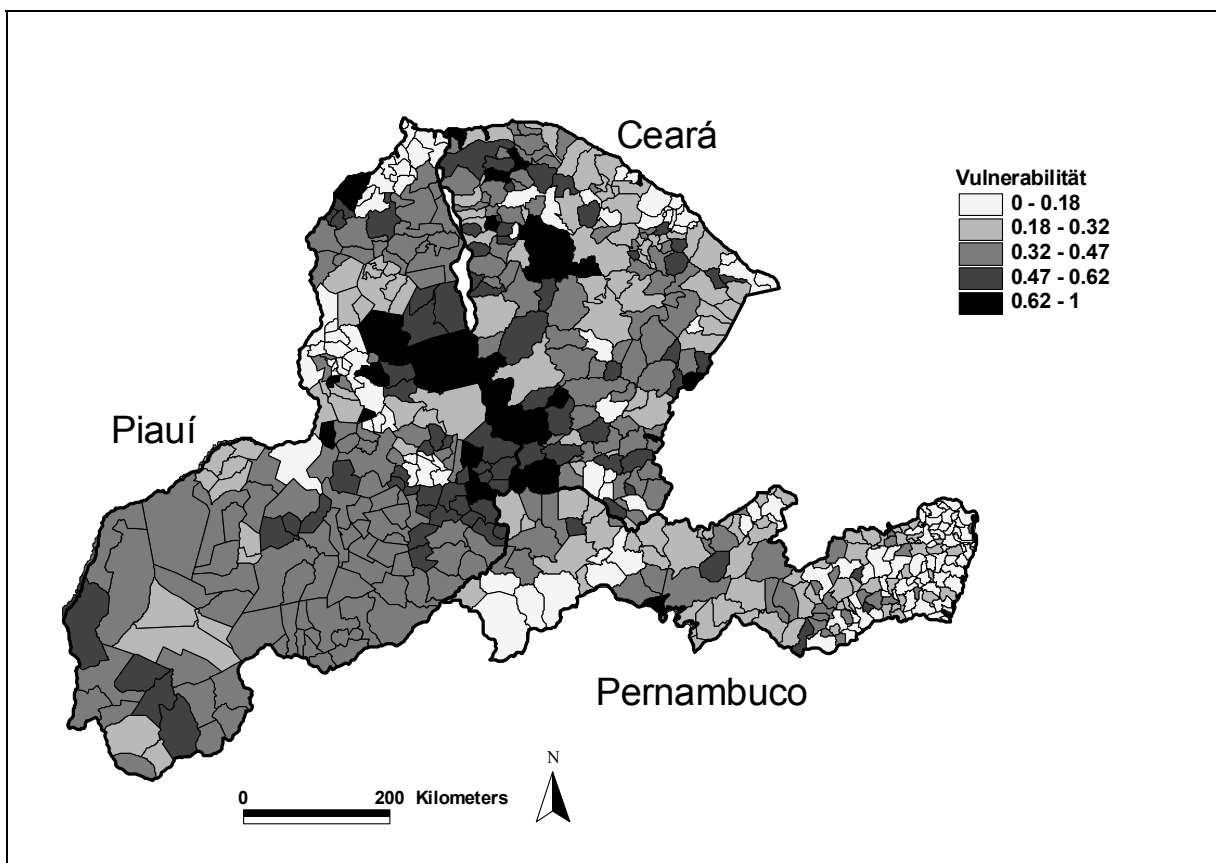 Ceará
Vulnerabilität
0 - 0.18
0.18 - 0.32
0.32 - 0.47
0.47 - 0.62
0.62 - 1
Piauí
Pernambuco
N
0 200 Kilometers